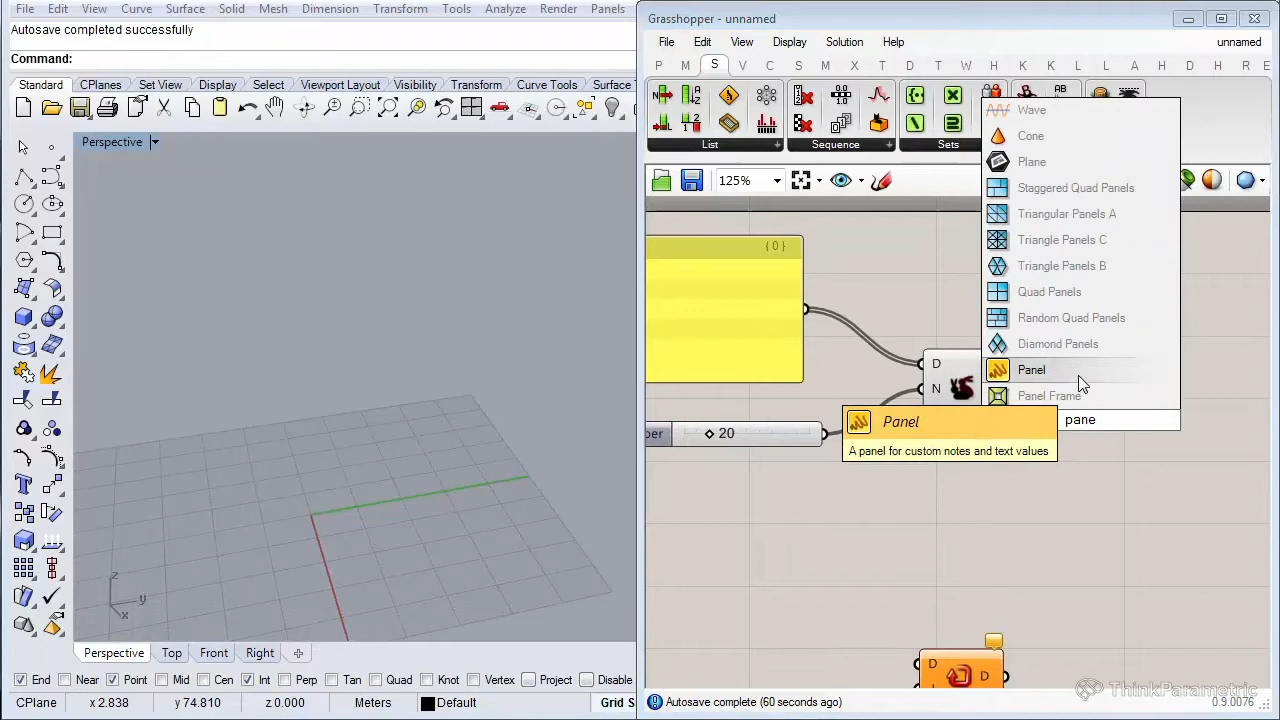 File Edit View Curve Surface Solid Mesh Dimension Transform Tools Analyze Render Panels
Autosave completed successfully
Command:
Standard CPlanes Set View Display Select Viewport Layout Visibility Transform Curve Tools Surface T
Perspective
z
y
x
Perspective Top Front Right
End Near Point Mid Cen Int Perp Tan Quad Knot Vertex Project Disable
CPlane x 2.836 y 74.810 z 0.000 Meters Default Grid S
Grasshopper - unnamed
File Edit View Display Solution Help unnamed
P M S V C S M X T D W H K K L L A D H R E
List Sequence Sets
125%
{ 0 }
D
N
per 20
Wave
Cone
Plane
Staggered Quad Panels
Triangular Panels A
Triangle Panels C
Triangle Panels B
Quad Panels
Random Quad Panels
Diamond Panels
Panel
Panel Frame
pane
Panel
A panel for custom notes and text values
D D
ThinkParametric
Autosave complete (60 seconds ago) 0.9.0076